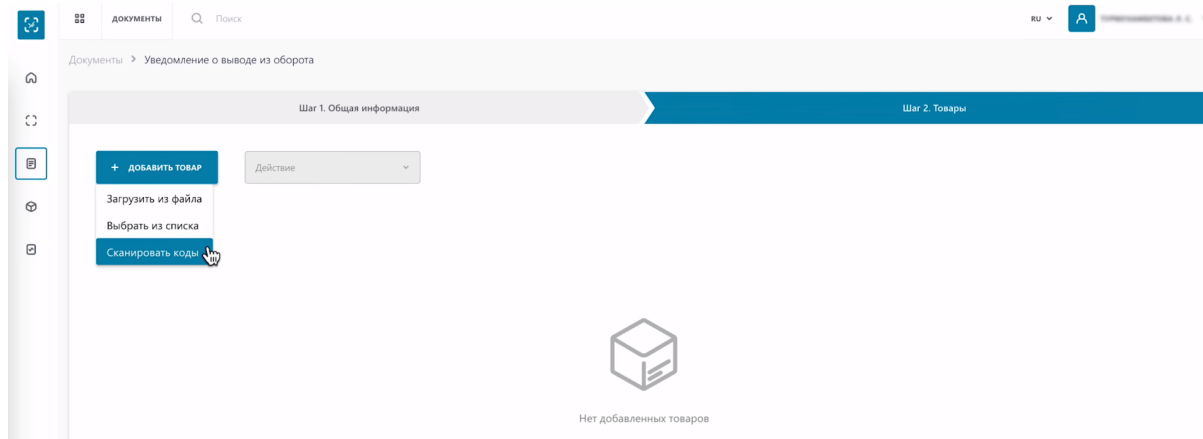 ДОКУМЕНТЫ Поиск RU
Документы > Уведомление о выводе из оборота
Шаг 1. Общая информация Шаг 2. Товары
+ ДОБАВИТЬ ТОВАР Действие
Загрузить из файла
Выбрать из списка
Сканировать коды
Нет добавленных товаров